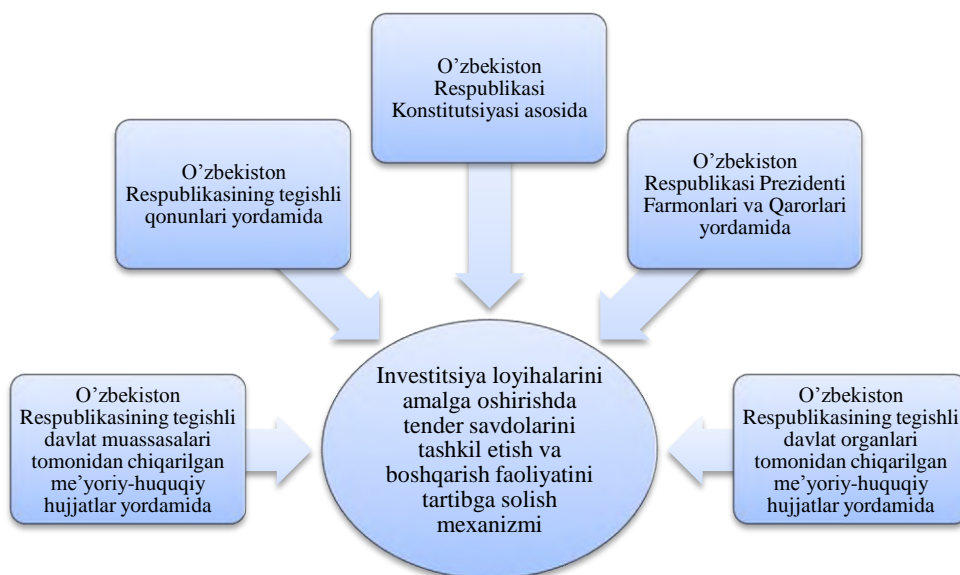 O’zbekiston
Respublikasi
Konstitutsiyasi asosida
O’zbekiston
Respublikasining tegishli
qonunlari yordamida
O’zbekiston
Respublikasi Prezidenti
Farmonlari va Qarorlari
yordamida
O’zbekiston
Respublikasining tegishli
davlat muassasalari
tomonidan chiqarilgan
me’yoriy-huquqiy
hujjatlar yordamida
Investitsiya loyihalarini
amalga oshirishda
tender savdolarini
tashkil etish va
boshqarish faoliyatini
tartibga solish
mexanizmi
O’zbekiston
Respublikasining tegishli
davlat organlari
tomonidan chiqarilgan
me’yoriy-huquqiy
hujjatlar yordamida